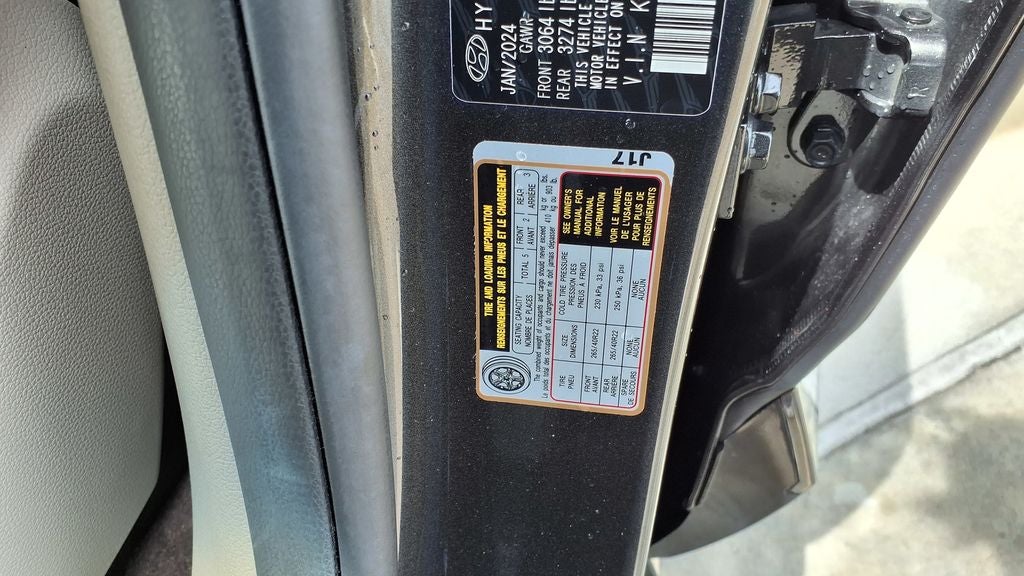 HY
JAN/2024
GAWR
FRONT 3064
REAR 3274
THIS VEHICLE
MOTOR VEHICLE
IN EFFECT ON
V.I.N K
J17
TIRE AND LOADING INFORMATION
RENSEIGNEMENTS SUR LES PNEUS ET LE CHARGEMENT
SEATING CAPACITY TOTAL 5 FRONT 2 REAR 3
NOMBRE DE PLACES AVANT ARRIÈRE
The combined weight of occupants and cargo should never exceed 410 kg or 903 lbs.
Le poids total des occupants et du chargement ne doit jamais dépasser 410 kg ou 903 lb.
TIRE SIZE COLD TIRE PRESSURE
PNEU DIMENSIONS PRESSION DES PNEUS À FROID
FRONT 265/40R22 230 kPa, 33 psi
AVANT
REAR 265/40R22 250 kPa, 36 psi
ARRIÈRE
SPARE NONE NONE
DE SECOURS AUCUN AUCUN
SEE OWNER'S
MANUAL FOR
ADDITIONAL
INFORMATION
VOIR LE MANUEL
DE L'USAGER
POUR PLUS DE
RENSEIGNEMENTS